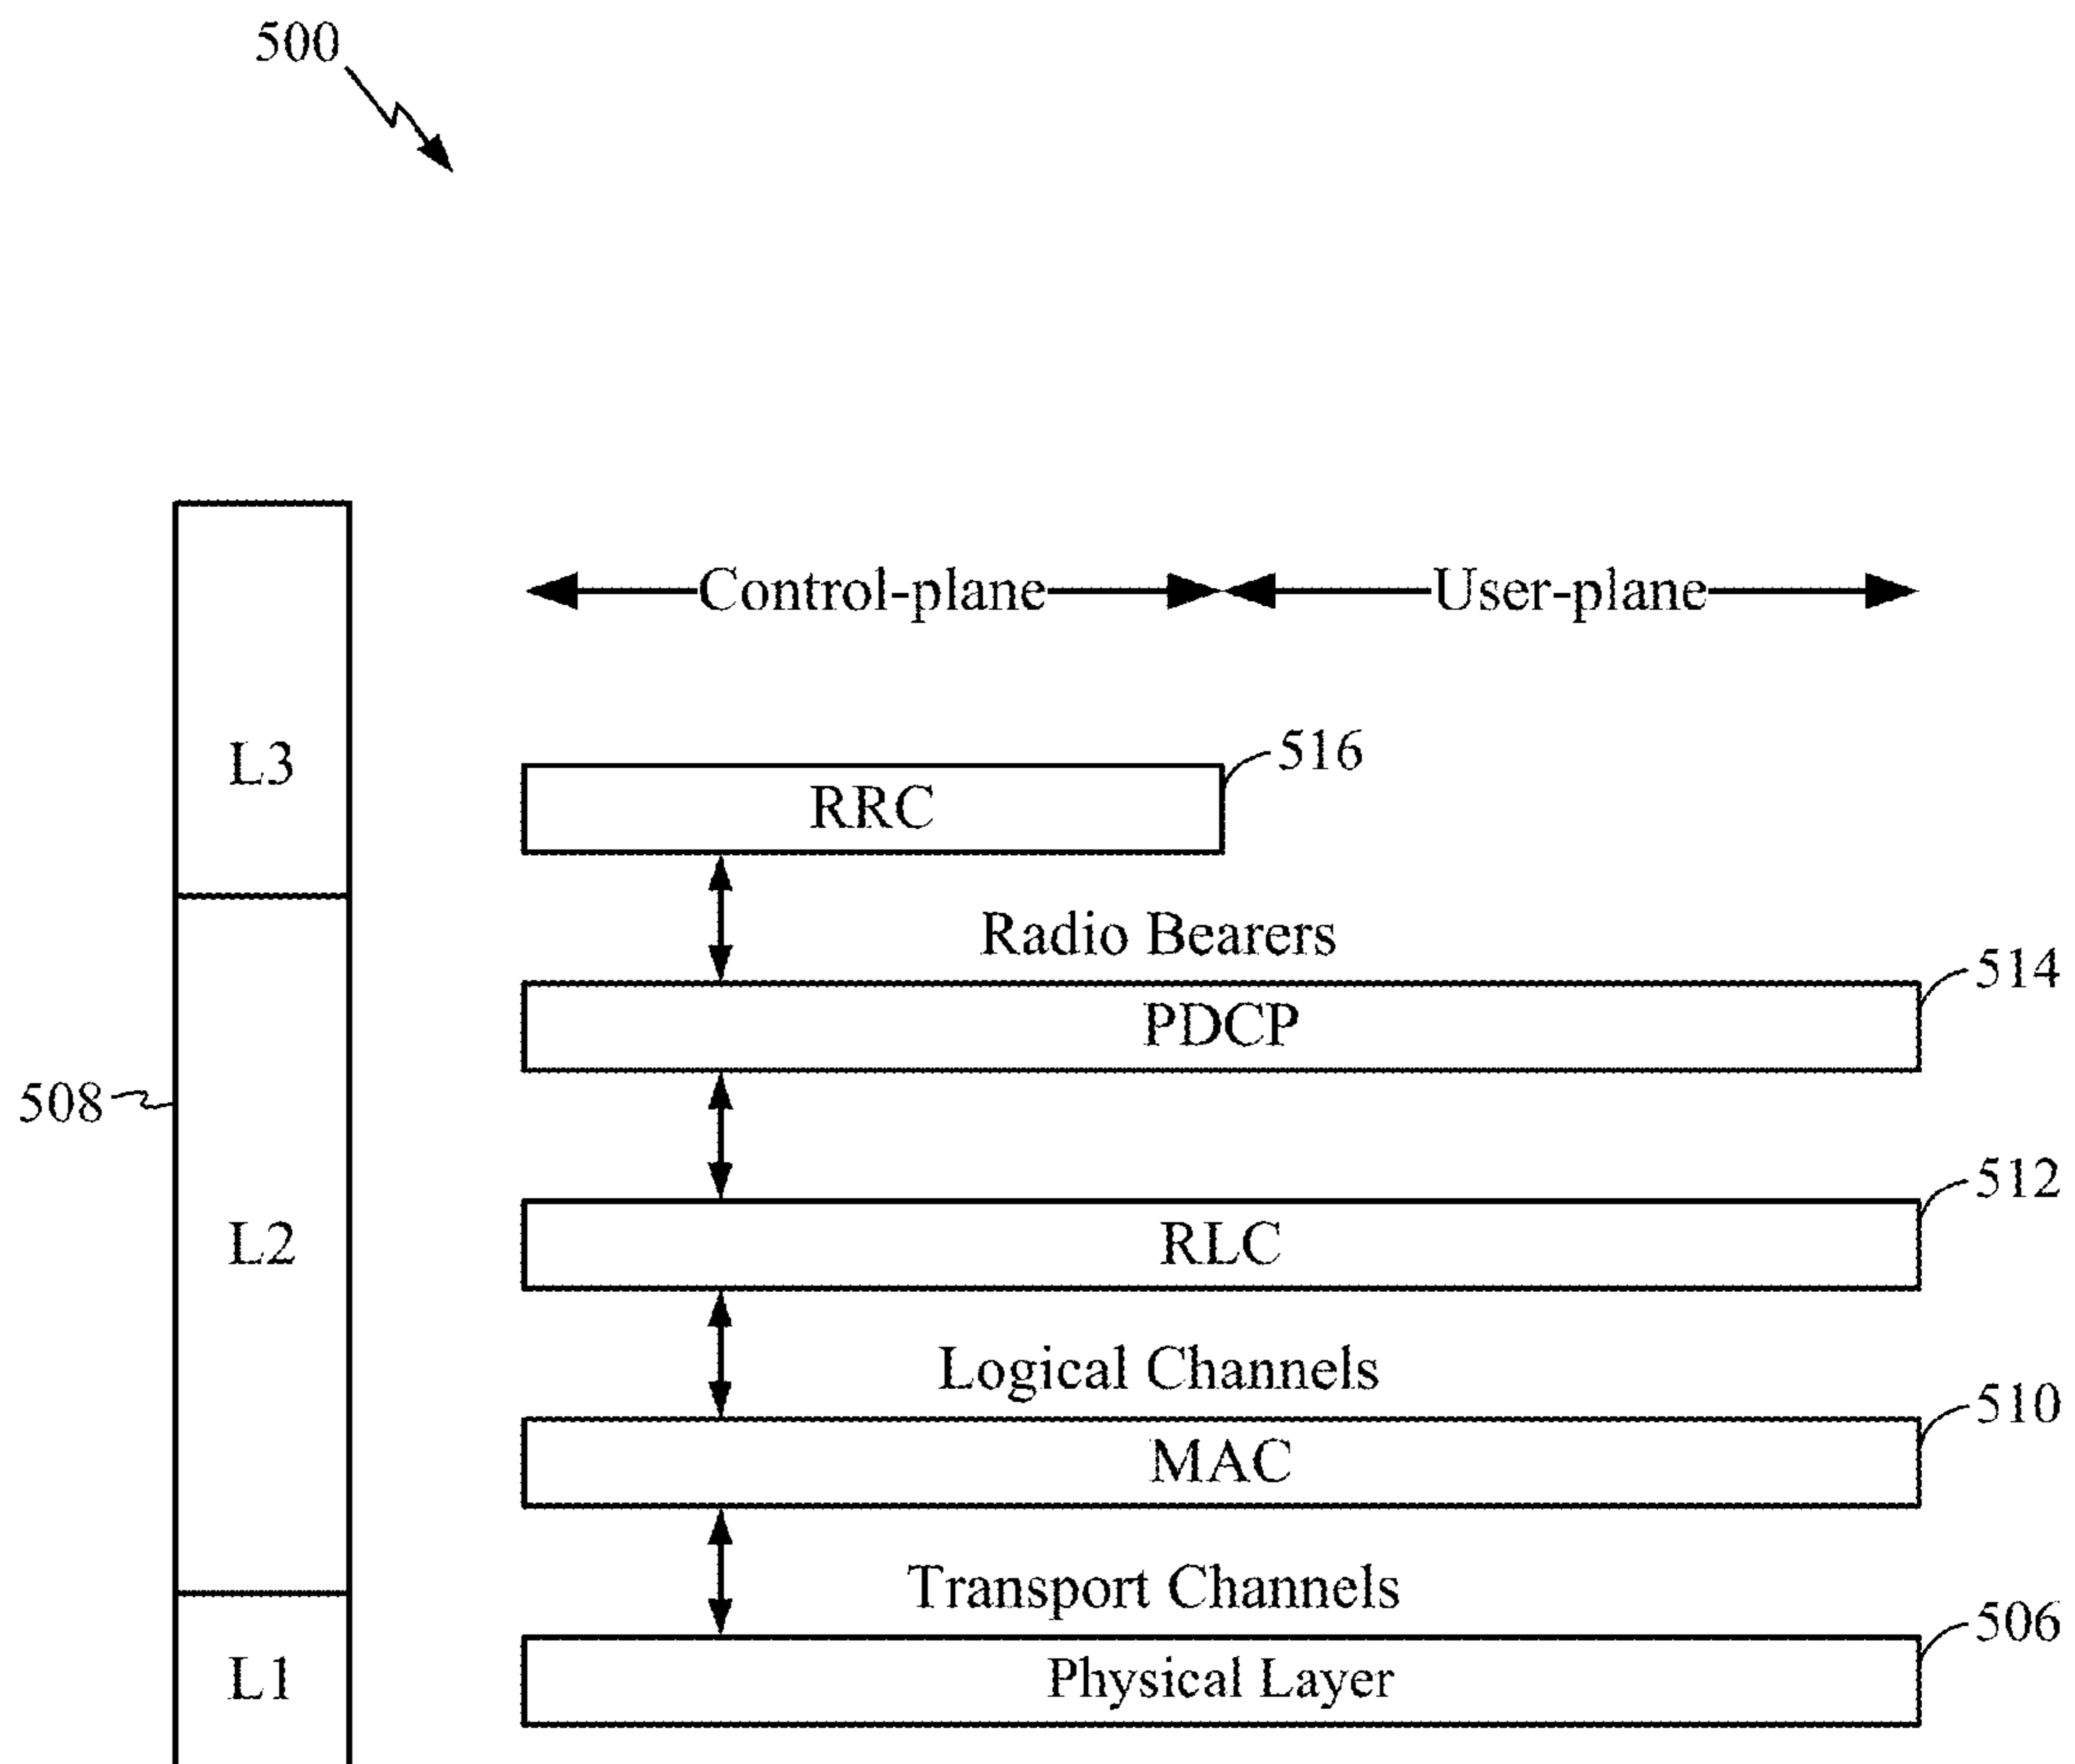 500
Control-plane User-plane
L3
516
RRC
Radio Bearers
514
PDCP
508
512
L2
RLC
Logical Channels
510
MAC
Transport Channels
506
L1
Physical Layer